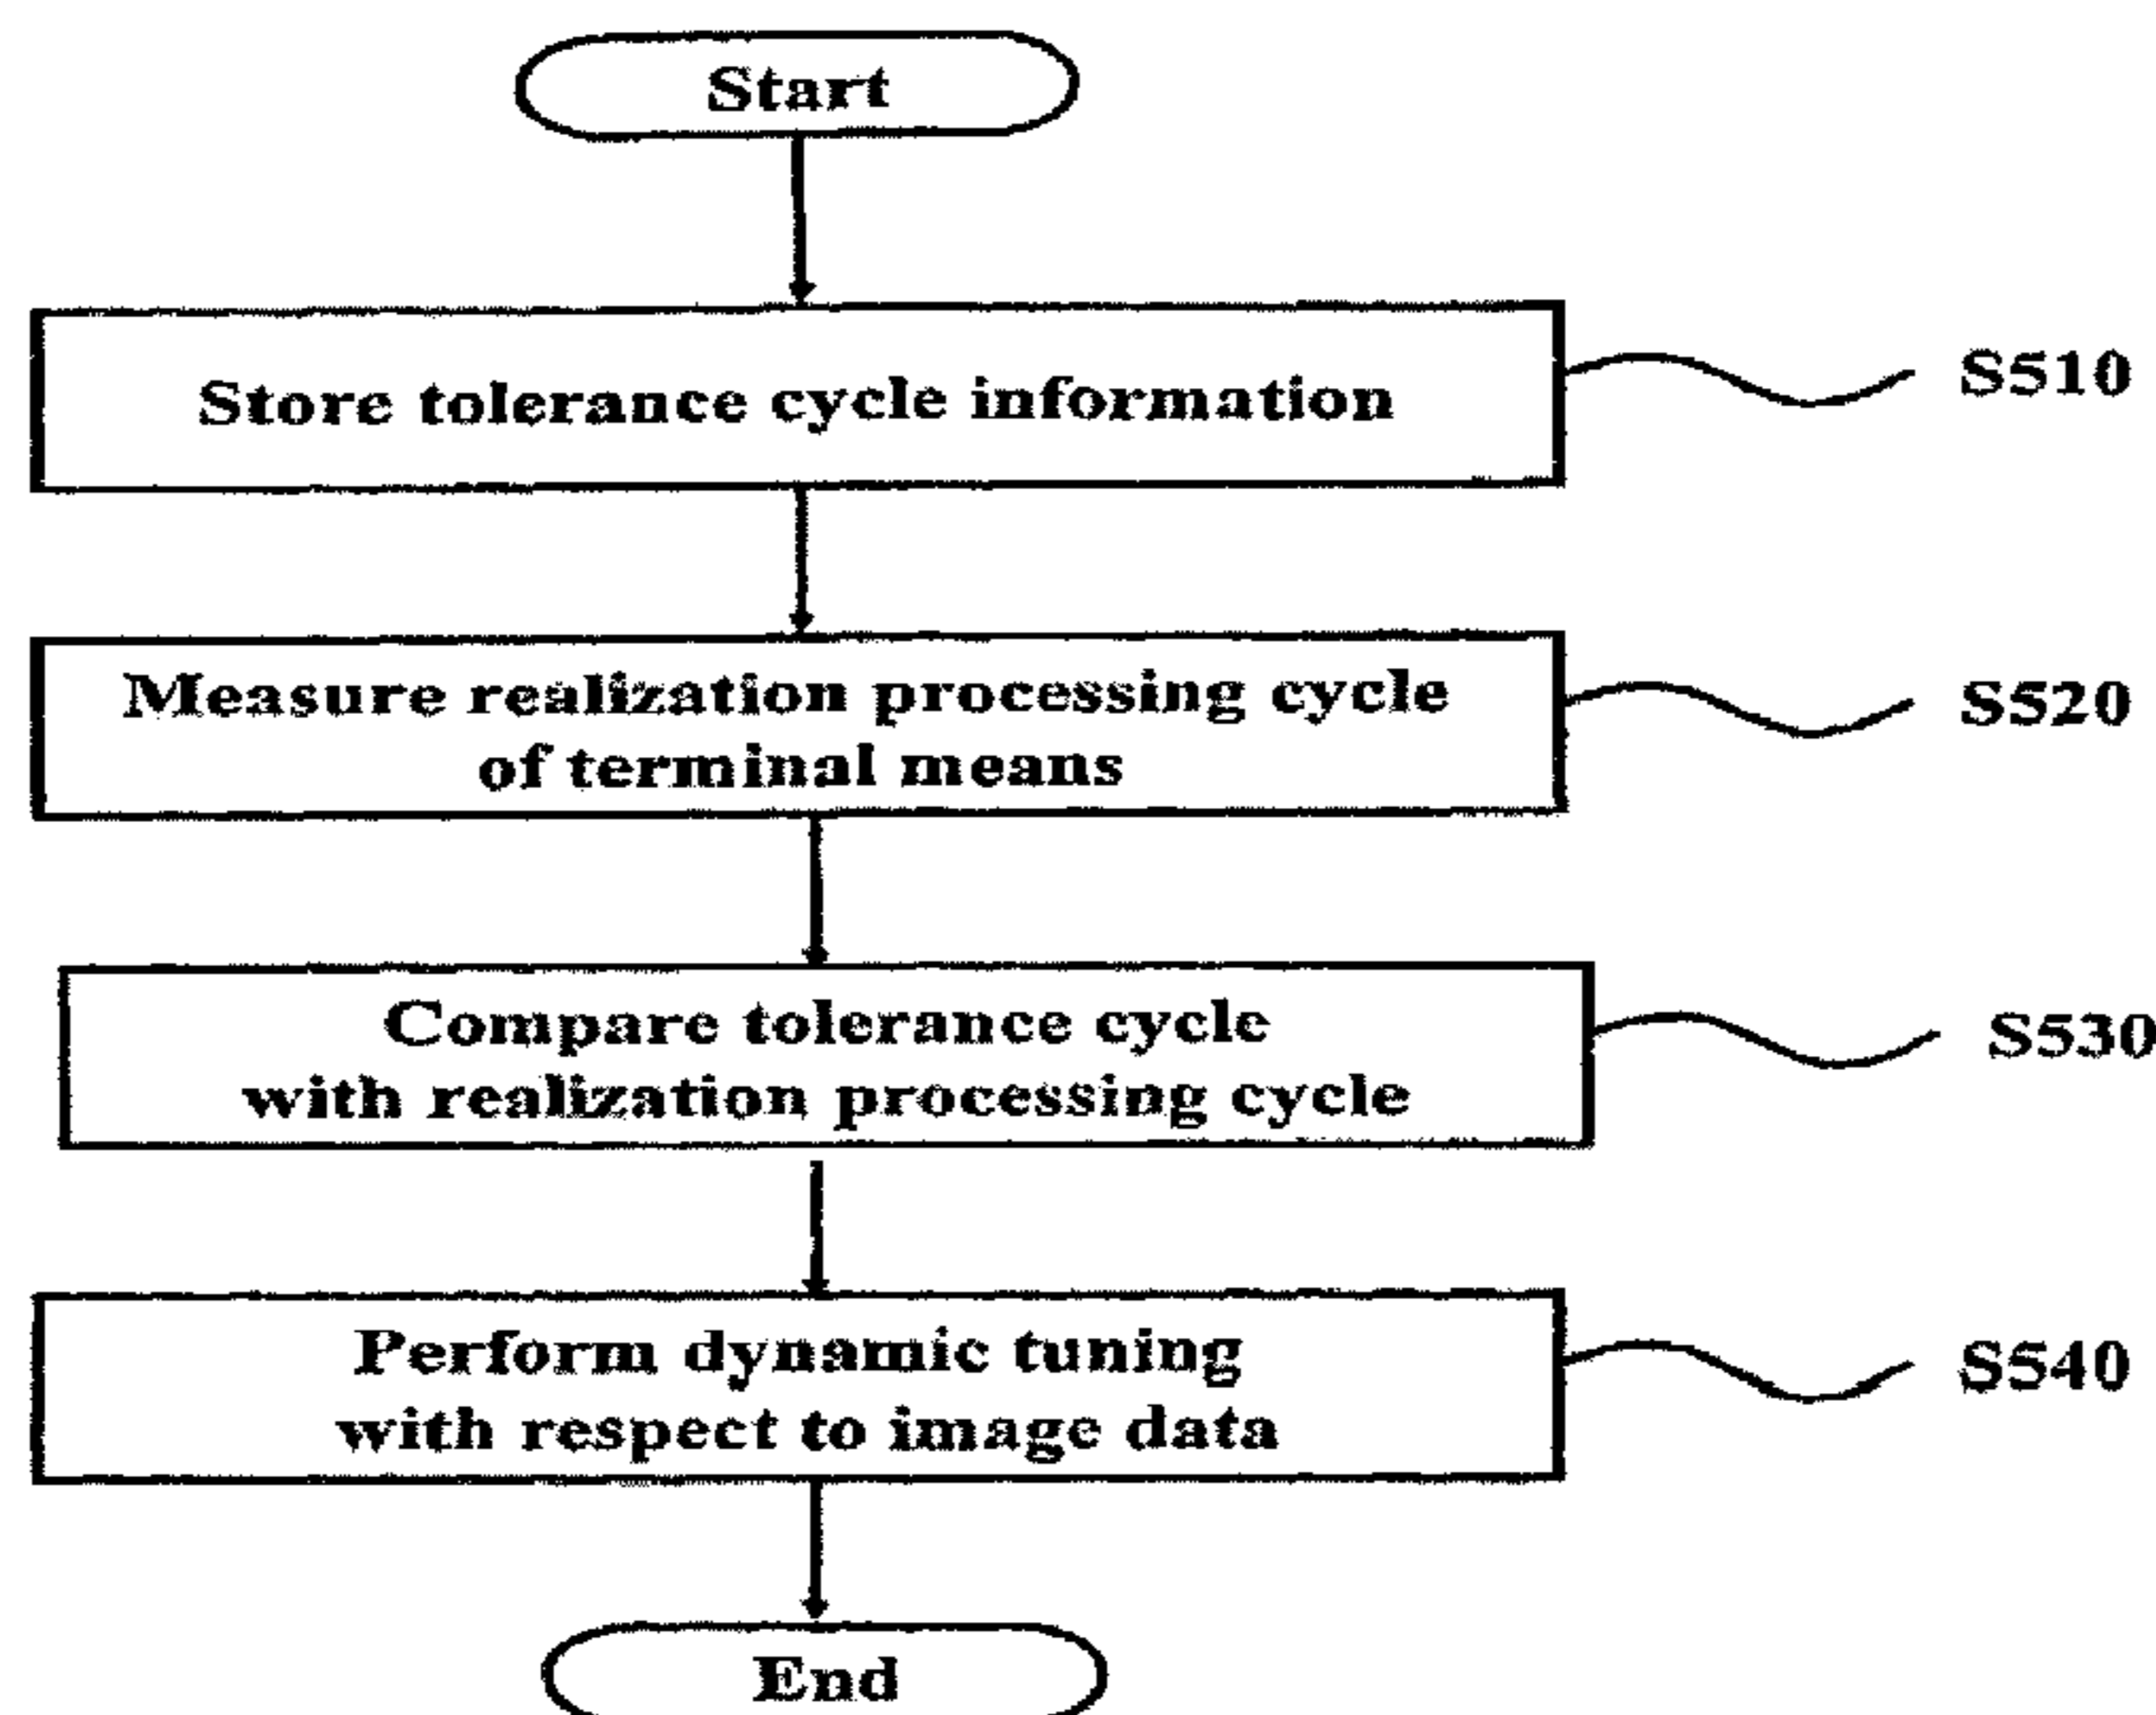 Start
Store tolerance cycle information
S510
Measure realization processing cycle
of terminal means
S520
Compare tolerance cycle
with realization processing cycle
S530
Perform dynamic tuning
with respect to image data
S540
End